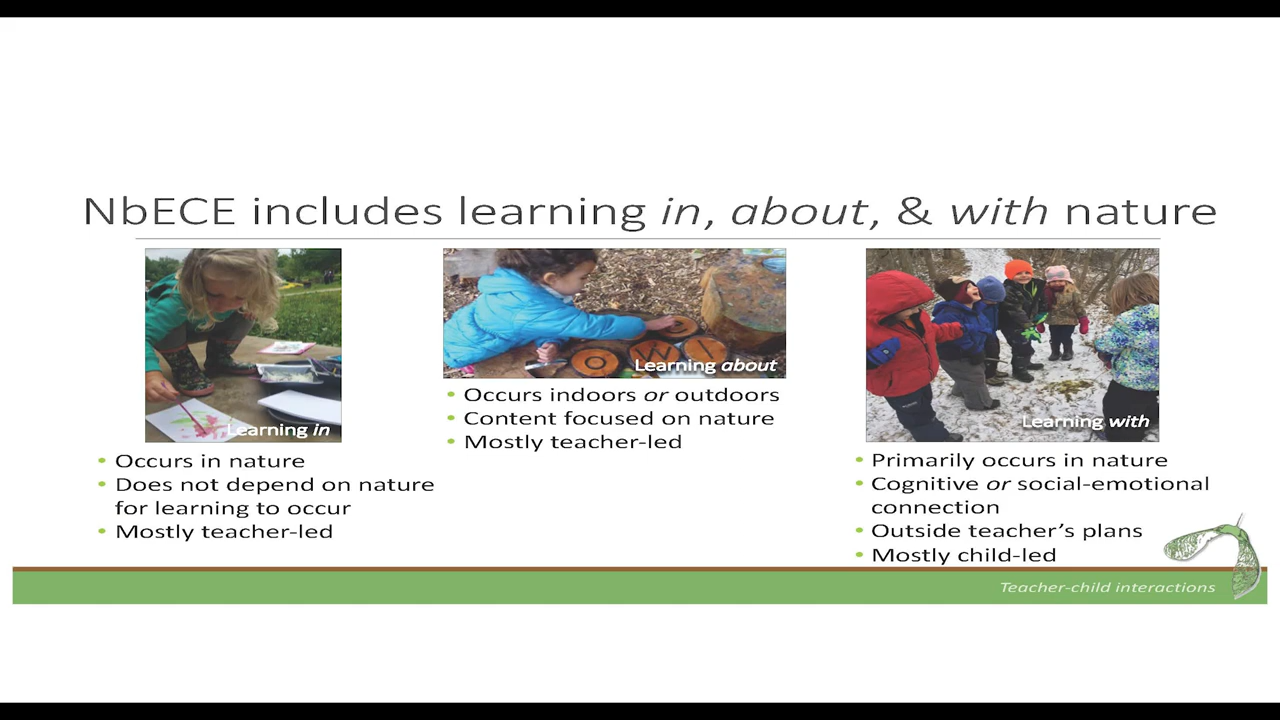 NbECE includes learning in, about, & with nature
Learning in
• Occurs in nature
• Does not depend on nature
for learning to occur
• Mostly teacher-led
O W L
Learning about
• Occurs indoors or outdoors
• Content focused on nature
• Mostly teacher-led
Learning with
• Primarily occurs in nature
• Cognitive or social-emotional
connection
• Outside teacher’s plans
• Mostly child-led
Teacher-child interactions